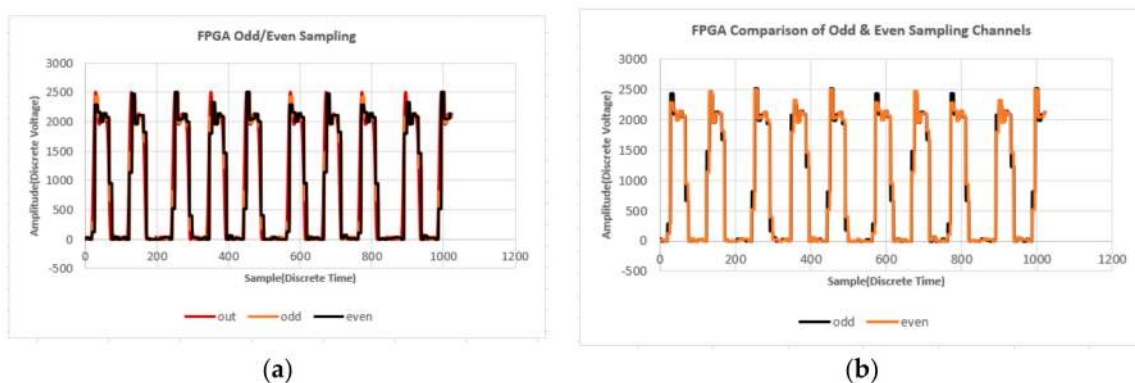 FPGA Odd/Even Sampling
3000
2500
2000
1500
1000
500
0
-500
Amplitude(Discrete Voltage)
0 200 400 600 800 1000 1200
Sample(Discrete Time)
out odd even
(a)
FPGA Comparison of Odd & Even Sampling Channels
3000
2500
2000
1500
1000
500
0
-500
Amplitude(Discrete Voltage)
0 200 400 600 800 1000 1200
Sample(Discrete Time)
odd even
(b)